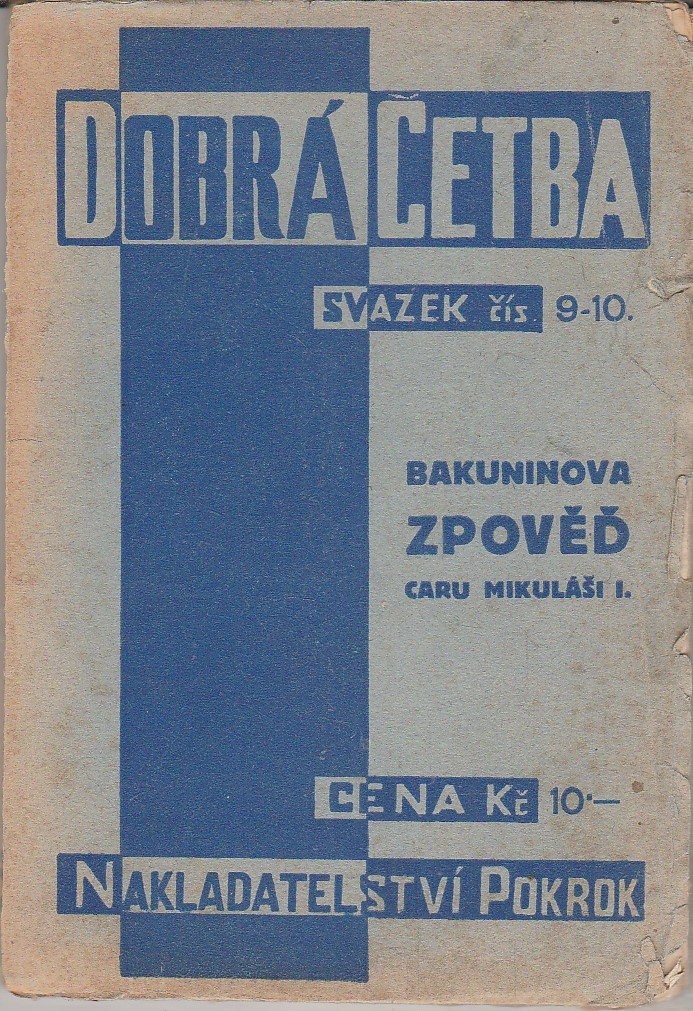 DOBRÁ ČETBA
SVAZEK čís. 9-10.
BAKUNINOVA
ZPOVĚĎ
CARU MIKULÁŠI I.
CENA Kč 10·—
NAKLADATELSTVÍ POKROK